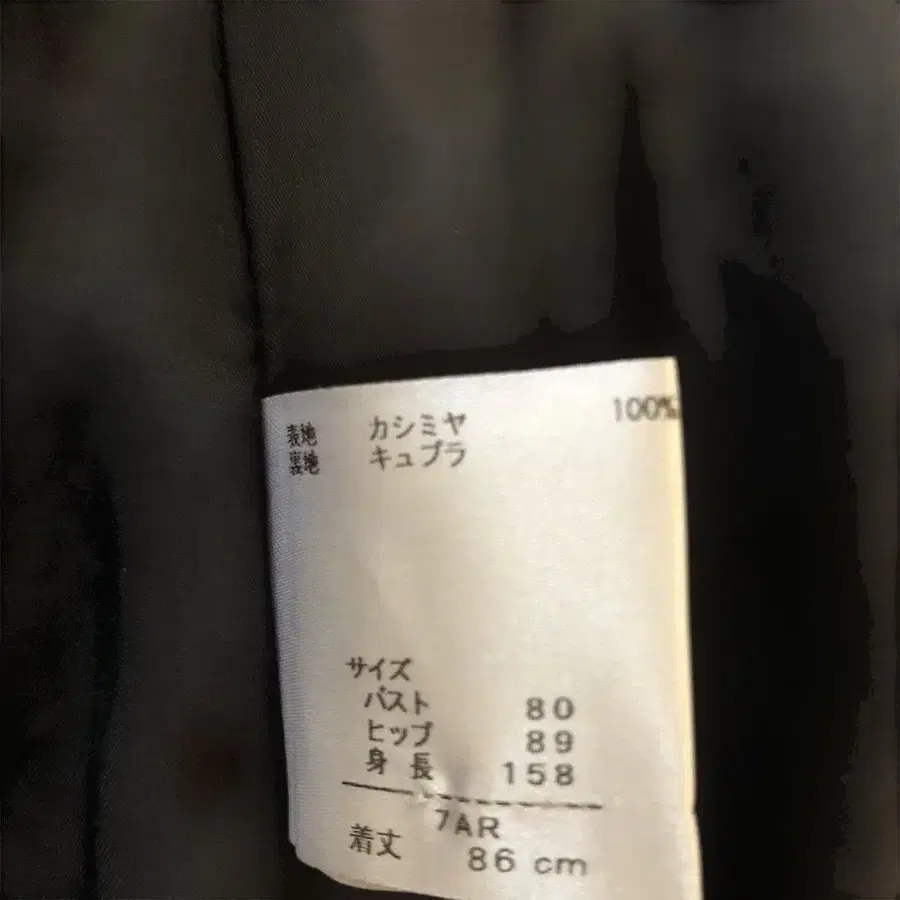 表地 カシミヤ 100%
裏地 キュプラ
サイズ
バスト 80
ヒップ 89
身長 158
7AR
着丈 86 cm